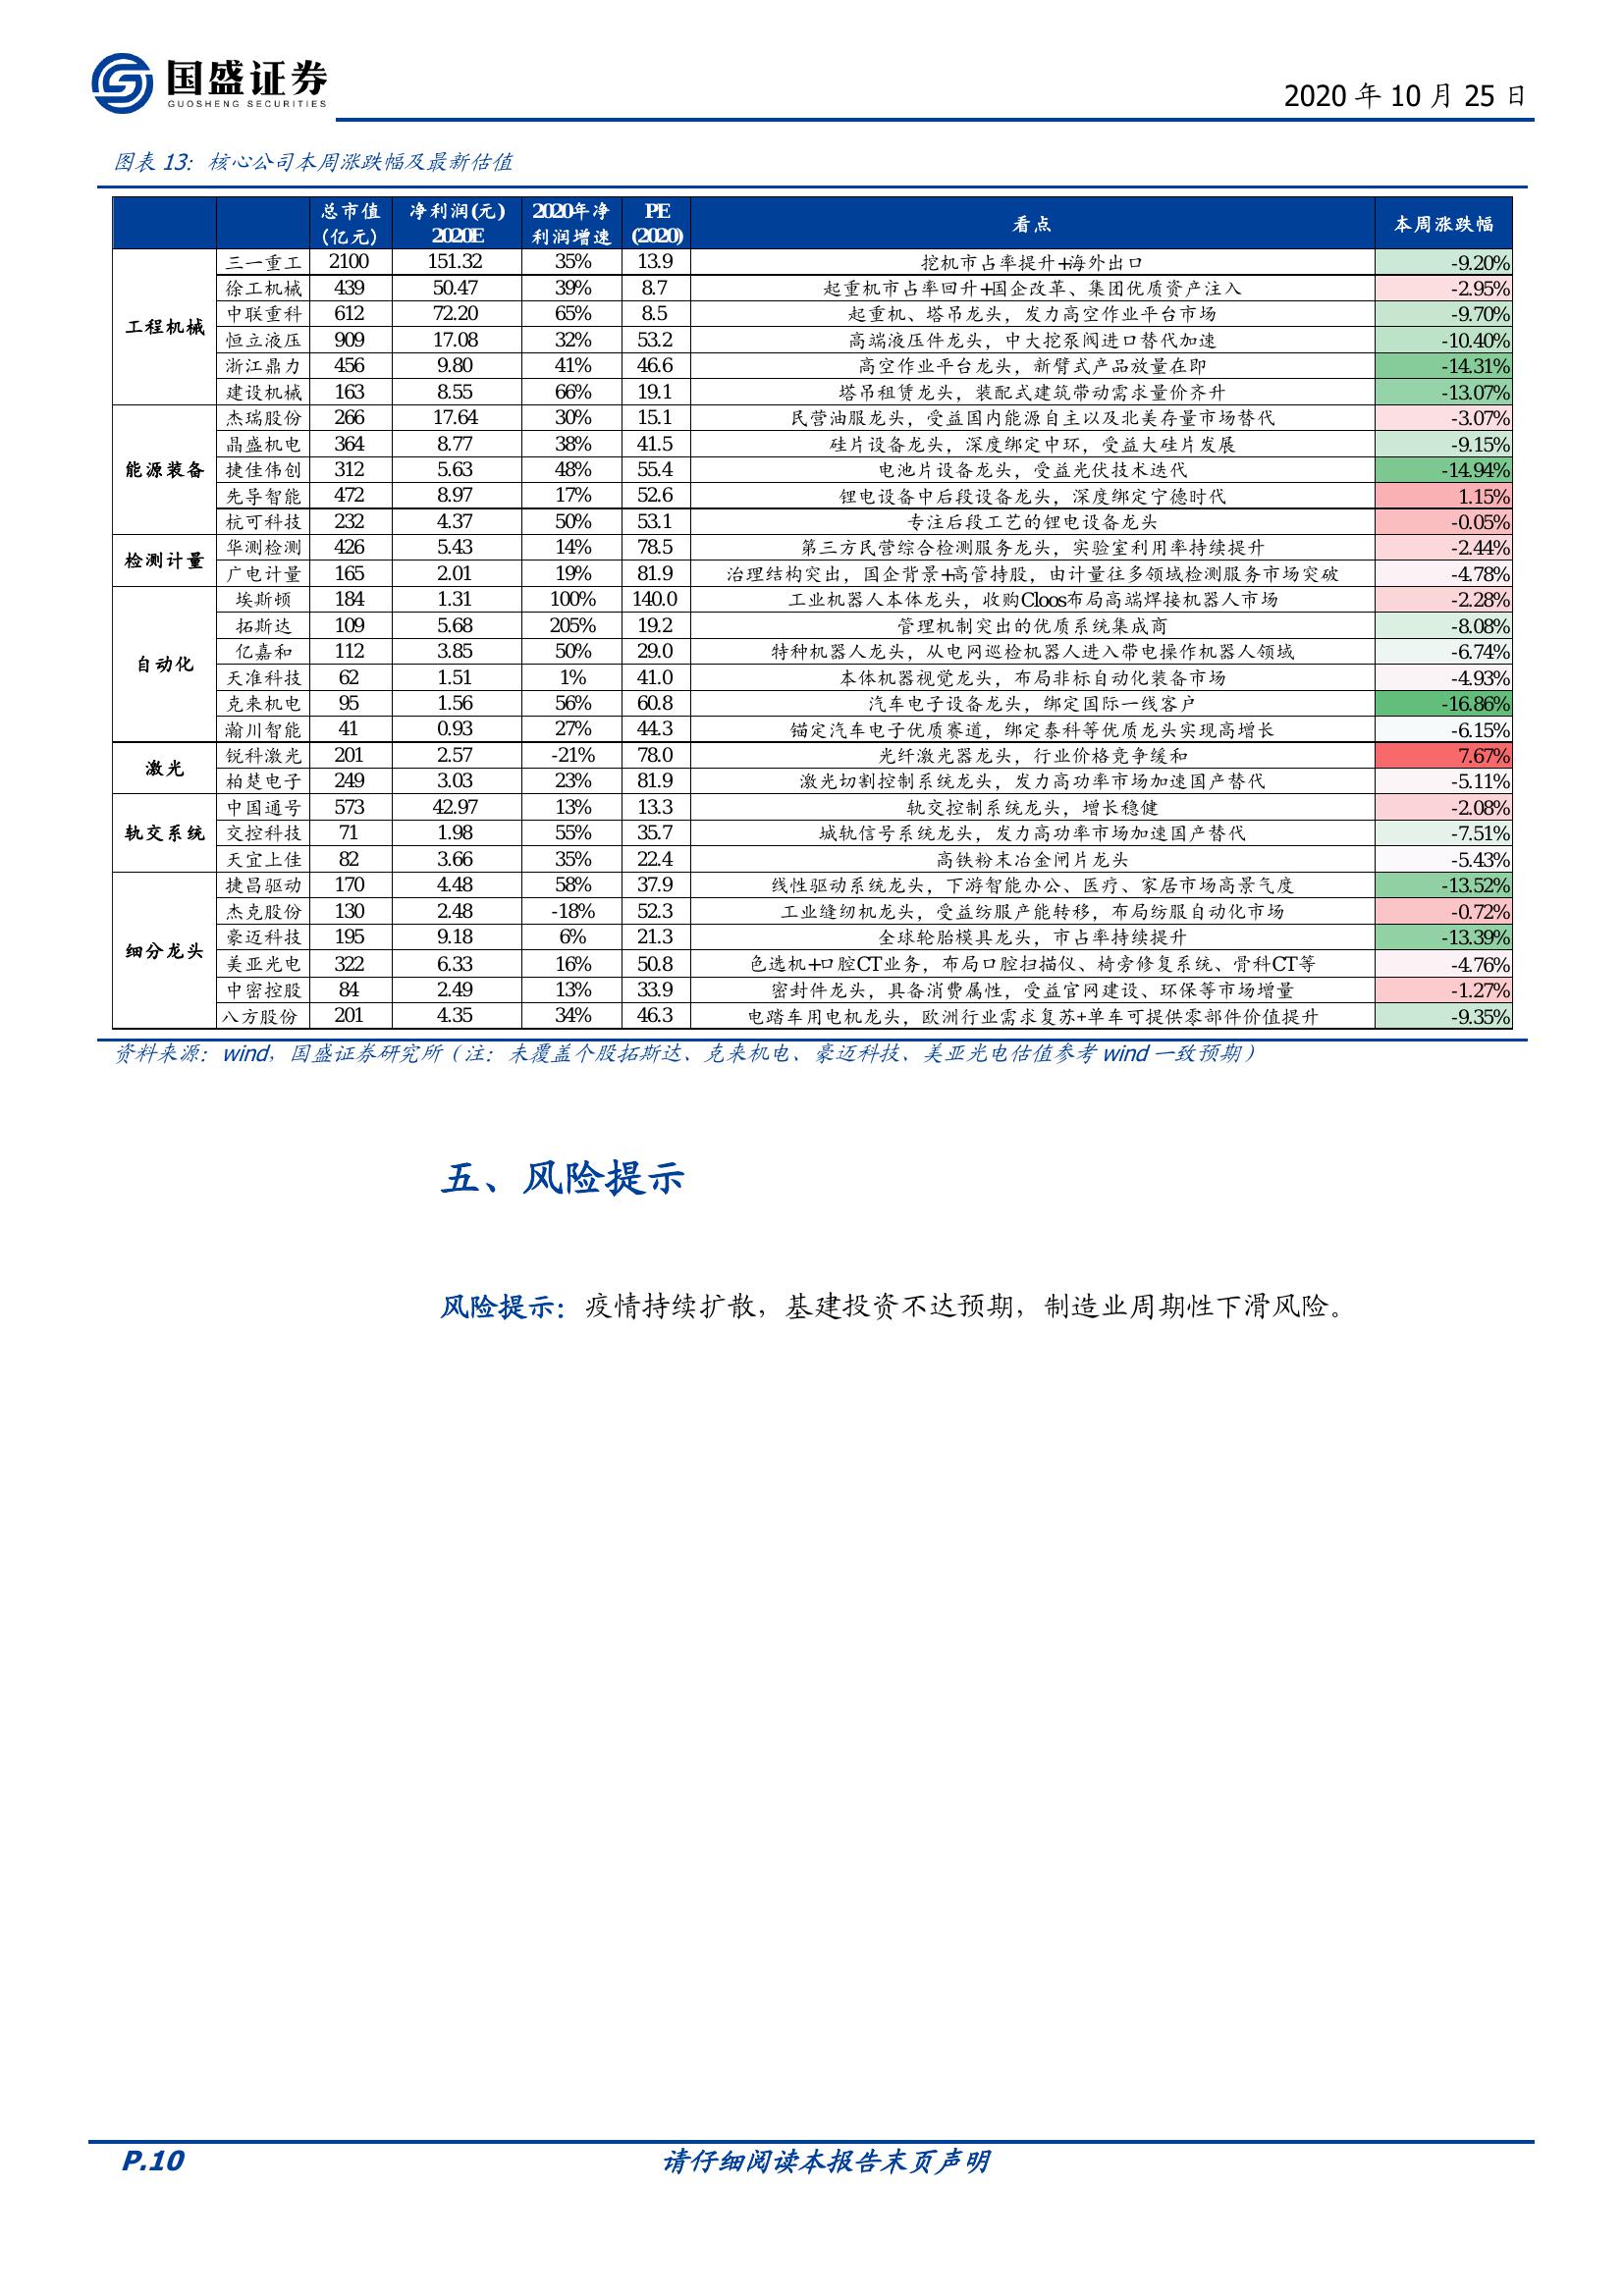 国盛证券
GUOSHENG SECURITIES
2020 年 10 月 25 日
图表 13: 核心公司本周涨跌幅及最新估值
总市值(亿元) 净利润(元)2020E 2020年净利润增速 PE(2020) 看点 本周涨跌幅
工程机械
三一重工 2100 151.32 35% 13.9 挖机市占率提升+海外出口 -9.20%
徐工机械 439 50.47 39% 8.7 起重机市占率回升+国企改革、集团优质资产注入 -2.95%
中联重科 612 72.20 65% 8.5 起重机、塔吊龙头，发力高空作业平台市场 -9.70%
恒立液压 909 17.08 32% 53.2 高端液压件龙头，中大挖泵阀进口替代加速 -10.40%
浙江鼎力 456 9.80 41% 46.6 高空作业平台龙头，新臂式产品放量在即 -14.31%
建设机械 163 8.55 66% 19.1 塔吊租赁龙头，装配式建筑带动需求量价齐升 -13.07%
能源装备
杰瑞股份 266 17.64 30% 15.1 民营油服龙头，受益国内能源自主以及北美存量市场替代 -3.07%
晶盛机电 364 8.77 38% 41.5 硅片设备龙头，深度绑定中环，受益大硅片发展 -9.15%
捷佳伟创 312 5.63 48% 55.4 电池片设备龙头，受益光伏技术迭代 -14.94%
先导智能 472 8.97 17% 52.6 锂电设备中后段设备龙头，深度绑定宁德时代 1.15%
杭可科技 232 4.37 50% 53.1 专注后段工艺的锂电设备龙头 -0.05%
检测计量
华测检测 426 5.43 14% 78.5 第三方民营综合检测服务龙头，实验室利用率持续提升 -2.44%
广电计量 165 2.01 19% 81.9 治理结构突出，国企背景+高管持股，由计量往多领域检测服务市场突破 -4.78%
自动化
埃斯顿 184 1.31 100% 140.0 工业机器人本体龙头，收购Cloos布局高端焊接机器人市场 -2.28%
拓斯达 109 5.68 205% 19.2 管理机制突出的优质系统集成商 -8.08%
亿嘉和 112 3.85 50% 29.0 特种机器人龙头，从电网巡检机器人进入带电操作机器人领域 -6.74%
天准科技 62 1.51 1% 41.0 本体机器视觉龙头，布局非标自动化装备市场 -4.93%
克来机电 95 1.56 56% 60.8 汽车电子设备龙头，绑定国际一线客户 -16.86%
瀚川智能 41 0.93 27% 44.3 锚定汽车电子优质赛道，绑定泰科等优质龙头实现高增长 -6.15%
激光
锐科激光 201 2.57 -21% 78.0 光纤激光器龙头，行业价格竞争缓和 7.67%
柏楚电子 249 3.03 23% 81.9 激光切割控制系统龙头，发力高功率市场加速国产替代 -5.11%
轨交系统
中国通号 573 42.97 13% 13.3 轨交控制系统龙头，增长稳健 -2.08%
交控科技 71 1.98 55% 35.7 城轨信号系统龙头，发力高功率市场加速国产替代 -7.51%
天宜上佳 82 3.66 35% 22.4 高铁粉末冶金闸片龙头 -5.43%
细分龙头
捷昌驱动 170 4.48 58% 37.9 线性驱动系统龙头，下游智能办公、医疗、家居市场高景气度 -13.52%
杰克股份 130 2.48 -18% 52.3 工业缝纫机龙头，受益纺服产能转移，布局纺服自动化市场 -0.72%
豪迈科技 195 9.18 6% 21.3 全球轮胎模具龙头，市占率持续提升 -13.39%
美亚光电 322 6.33 16% 50.8 色选机+口腔CT业务，布局口腔扫描仪、椅旁修复系统、骨科CT等 -4.76%
中密控股 84 2.49 13% 33.9 密封件龙头，具备消费属性，受益官网建设、环保等市场增量 -1.27%
八方股份 201 4.35 34% 46.3 电踏车用电机龙头，欧洲行业需求复苏+单车可提供零部件价值提升 -9.35%
资料来源：wind，国盛证券研究所（注：未覆盖个股拓斯达、克来机电、豪迈科技、美亚光电估值参考 wind 一致预期）
五、风险提示
风险提示：疫情持续扩散，基建投资不达预期，制造业周期性下滑风险。
P.10 请仔细阅读本报告末页声明